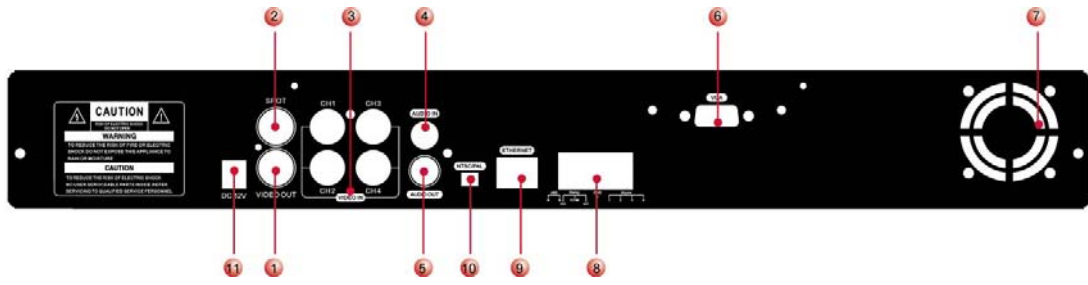 2 3 4 6 7
CAUTION
RISK OF ELECTRIC SHOCK
DO NOT OPEN
WARNING
TO REDUCE THE RISK OF FIRE OR ELECTRIC
SHOCK DO NOT EXPOSE THIS APPLIANCE TO
RAIN OR MOISTURE
CAUTION
TO REDUCE THE RISK OF ELECTRIC SHOCK
NO USER SERVICEABLE PARTS INSIDE REFER
SERVICING TO QUALIFIED SERVICE PERSONNEL
DC 12V
SPOT
VIDEO OUT
CH1 CH3
CH2 CH4
VIDEO IN
AUDIO IN
AUDIO OUT
NTSC/PAL
ETHERNET
VGA
11 1 5 10 9 8